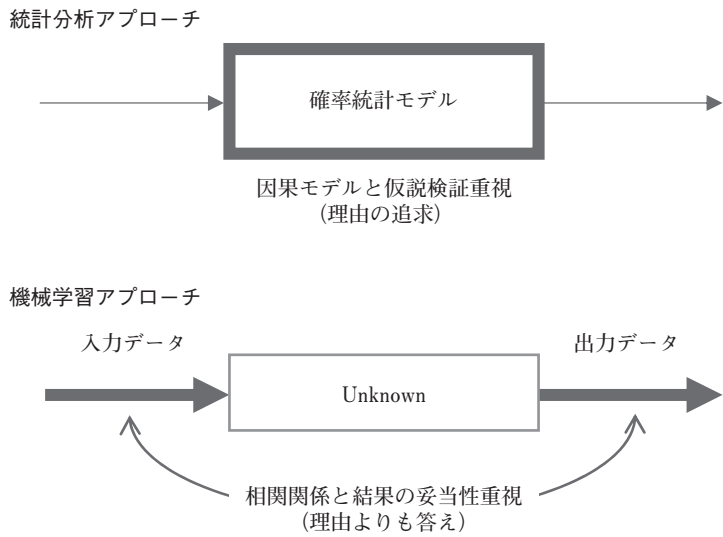 統計分析アプローチ
確率統計モデル
因果モデルと仮説検証重視
（理由の追求）
機械学習アプローチ
入力データ
出力データ
Unknown
相関関係と結果の妥当性重視
（理由よりも答え）